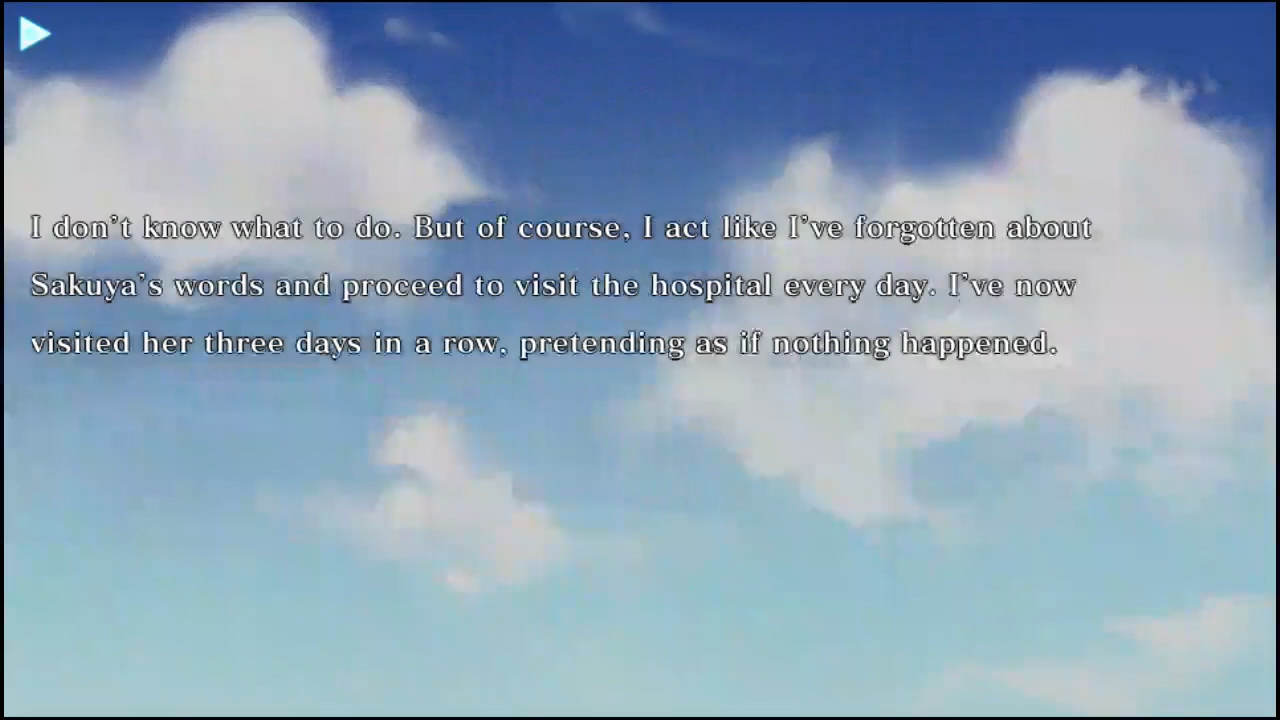 I don't know what to do. But of course, I act like I've forgotten about
Sakuya's words and proceed to visit the hospital every day. I've now
visited her three days in a row, pretending as if nothing happened.